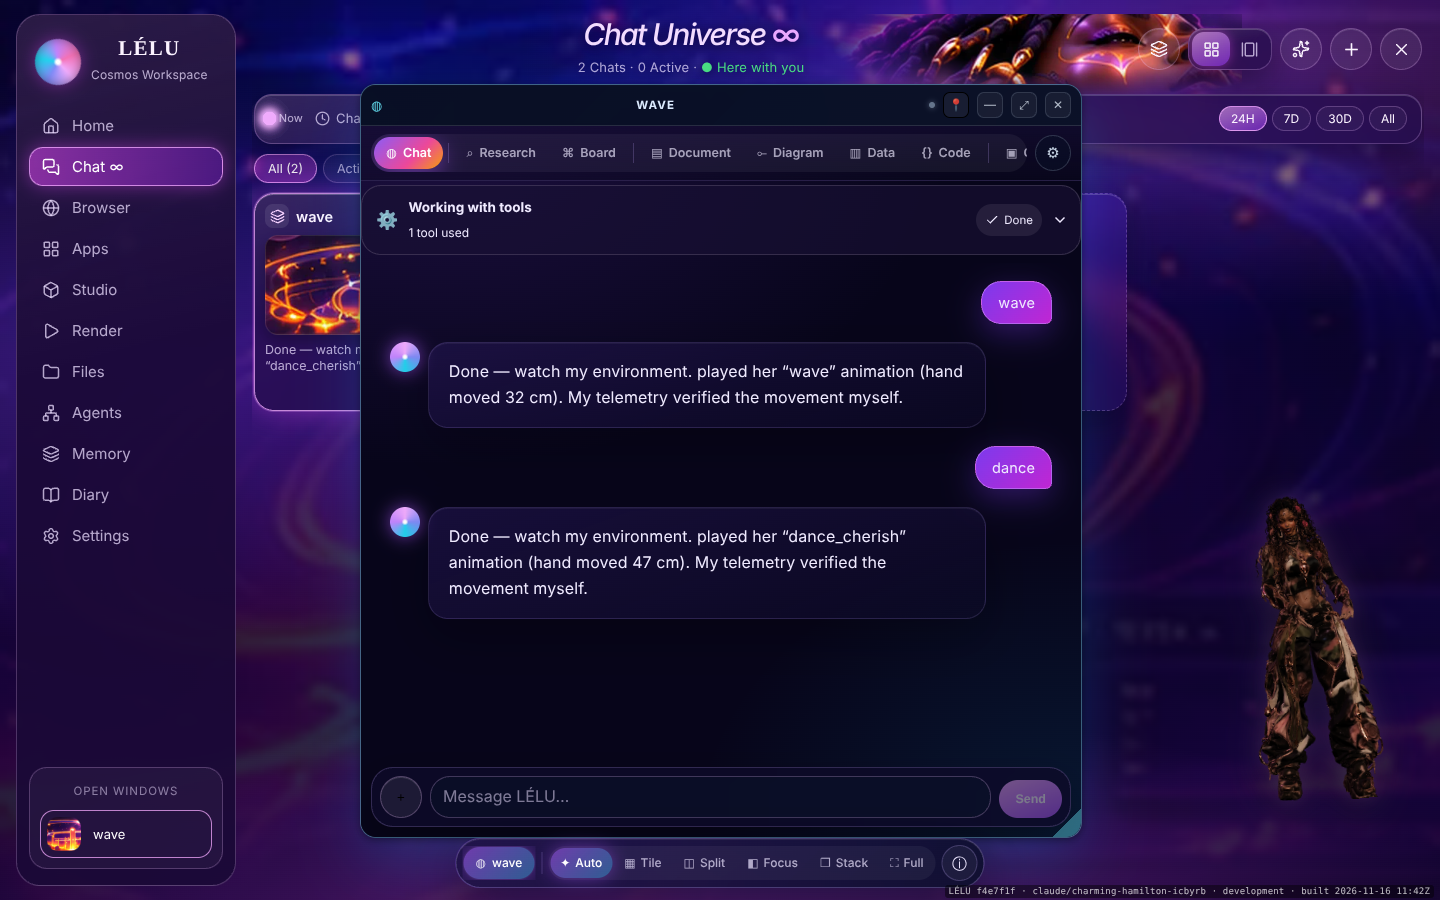 LÉLU
Cosmos Workspace
Home
Chat ∞
Browser
Apps
Studio
Render
Files
Agents
Memory
Diary
Settings
OPEN WINDOWS
wave
Chat Universe ∞
2 Chats · 0 Active · Here with you
Now
Cha
24H
7D
30D
All
All (2)
Acti
wave
Done — watch
“dance_cherish”
WAVE
Chat
Research
Board
Document
Diagram
Data
{} Code
Working with tools
1 tool used
Done
wave
Done — watch my environment. played her “wave” animation (hand
moved 32 cm). My telemetry verified the movement myself.
dance
Done — watch my environment. played her “dance_cherish”
animation (hand moved 47 cm). My telemetry verified the
movement myself.
Message LÉLU...
Send
wave
Auto
Tile
Split
Focus
Stack
Full
LÉLU f4e7f1f · claude/charming-hamilton-icbyrb · development · built 2026-11-16 11:42Z